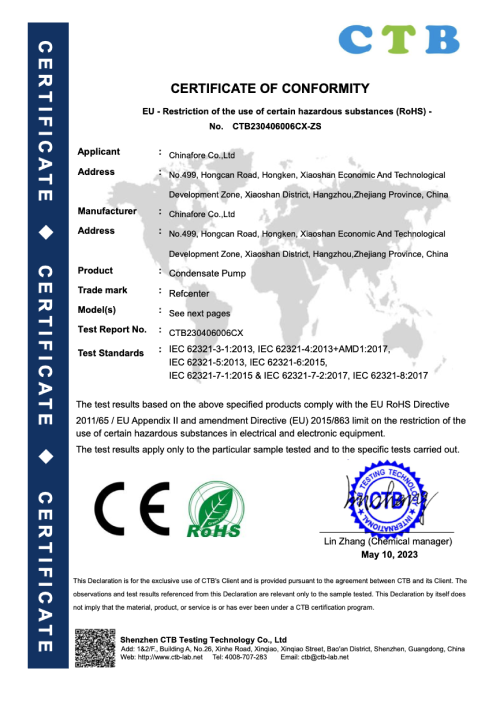 CTB
CERTIFICATE ◆ CERTIFICATE ◆ CERTIFICATE
CERTIFICATE OF CONFORMITY
EU - Restriction of the use of certain hazardous substances (RoHS) -
No. CTB230406006CX-ZS
Applicant : Chinafore Co.,Ltd
Address : No.499, Hongcan Road, Hongken, Xiaoshan Economic And Technological
Development Zone, Xiaoshan District, Hangzhou,Zhejiang Province, China
Manufacturer : Chinafore Co.,Ltd
Address : No.499, Hongcan Road, Hongken, Xiaoshan Economic And Technological
Development Zone, Xiaoshan District, Hangzhou,Zhejiang Province, China
Product : Condensate Pump
Trade mark : Refcenter
Model(s) : See next pages
Test Report No. : CTB230406006CX
Test Standards : IEC 62321-3-1:2013, IEC 62321-4:2013+AMD1:2017,
IEC 62321-5:2013, IEC 62321-6:2015,
IEC 62321-7-1:2015 & IEC 62321-7-2:2017, IEC 62321-8:2017
The test results based on the above specified products comply with the EU RoHS Directive
2011/65 / EU Appendix II and amendment Directive (EU) 2015/863 limit on the restriction of the
use of certain hazardous substances in electrical and electronic equipment.
The test results apply only to the particular sample tested and to the specific tests carried out.
CE
RoHS
TESTING TECHNOLOGY
CTB
INTERNATIONAL
Lin Zhang (Chemical manager)
May 10, 2023
This Declaration is for the exclusive use of CTB's Client and is provided pursuant to the agreement between CTB and its Client. The
observations and test results referenced from this Declaration are relevant only to the sample tested. This Declaration by itself does
not imply that the material, product, or service is or has ever been under a CTB certification program.
Shenzhen CTB Testing Technology Co., Ltd
Add: 1&2/F., Building A, No.26, Xinhe Road, Xinqiao, Xinqiao Street, Bao'an District, Shenzhen, Guangdong, China
Web: http://www.ctb-lab.net Tel: 4008-707-283 Email: ctb@ctb-lab.net